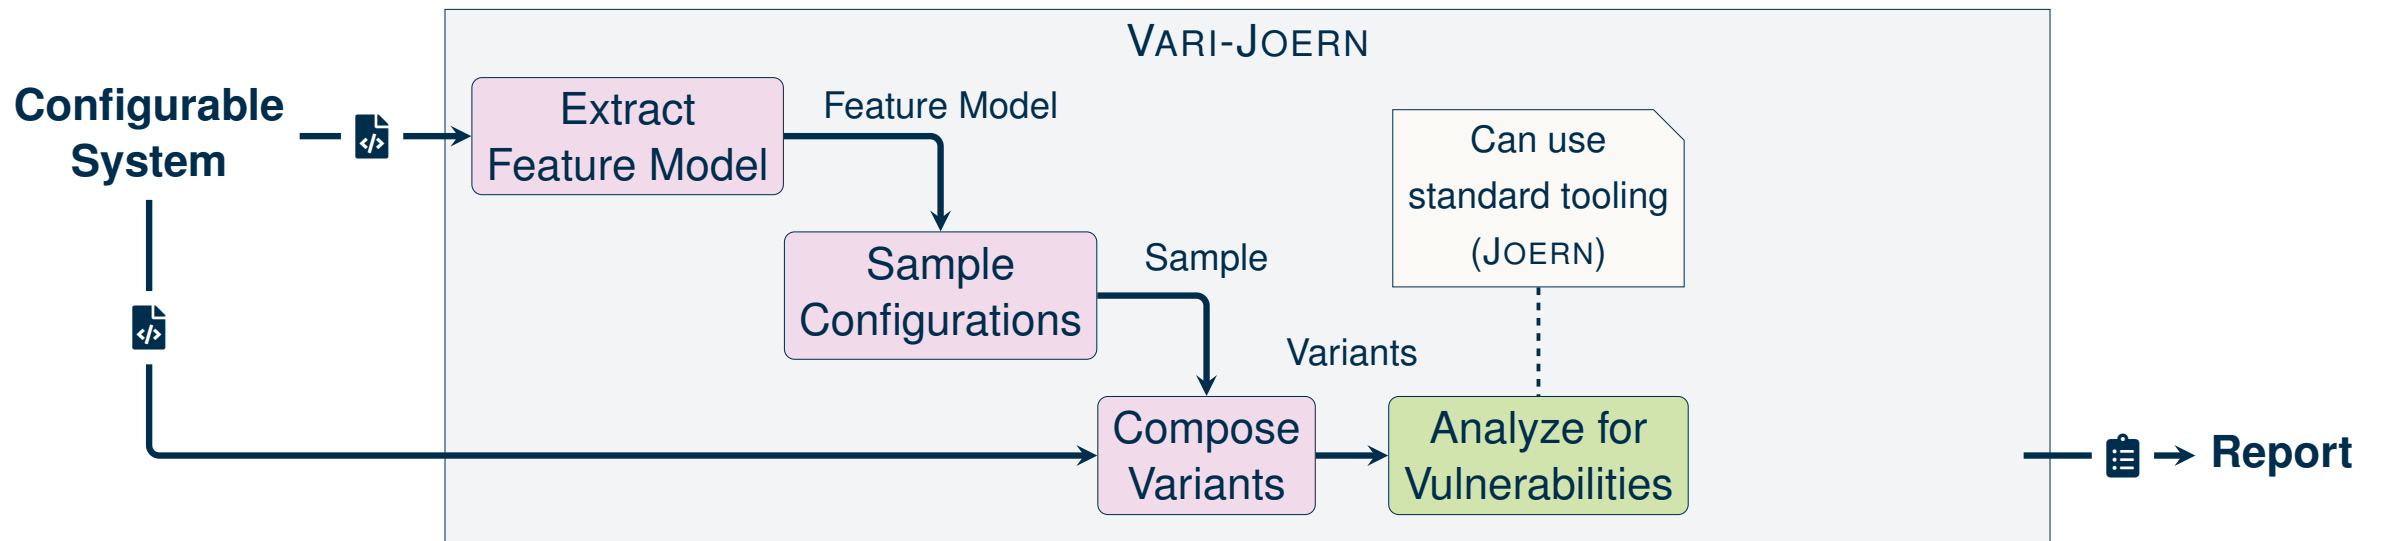 VARI-JOERN
Configurable
System
Extract
Feature Model
Feature Model
Can use
standard tooling
(JOERN)
Sample
Configurations
Sample
Variants
Compose
Variants
Analyze for
Vulnerabilities
Report